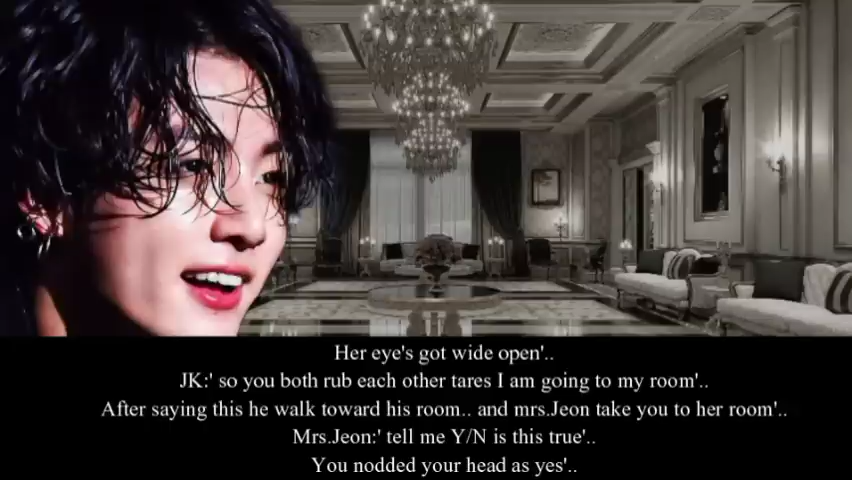 Her eye's got wide open'..
JK:' so you both rub each other tares I am going to my room'..
After saying this he walk toward his room.. and mrs.Jeon take you to her room'..
Mrs.Jeon:' tell me Y/N is this true'..
You nodded your head as yes'..